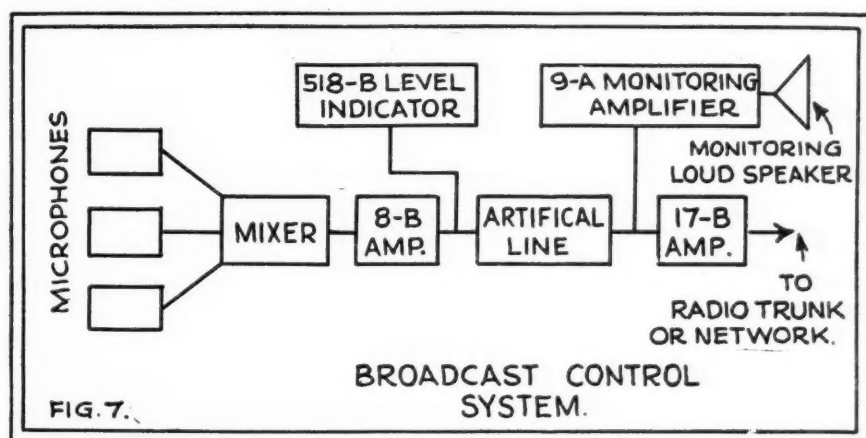 MICROPHONES
518-B LEVEL
INDICATOR
9-A MONITORING
AMPLIFIER
MONITORING
LOUD SPEAKER
MIXER
8-B
AMP.
ARTIFICAL
LINE
17-B
AMP.
TO
RADIO TRUNK
OR NETWORK.
BROADCAST CONTROL
SYSTEM.
FIG. 7.